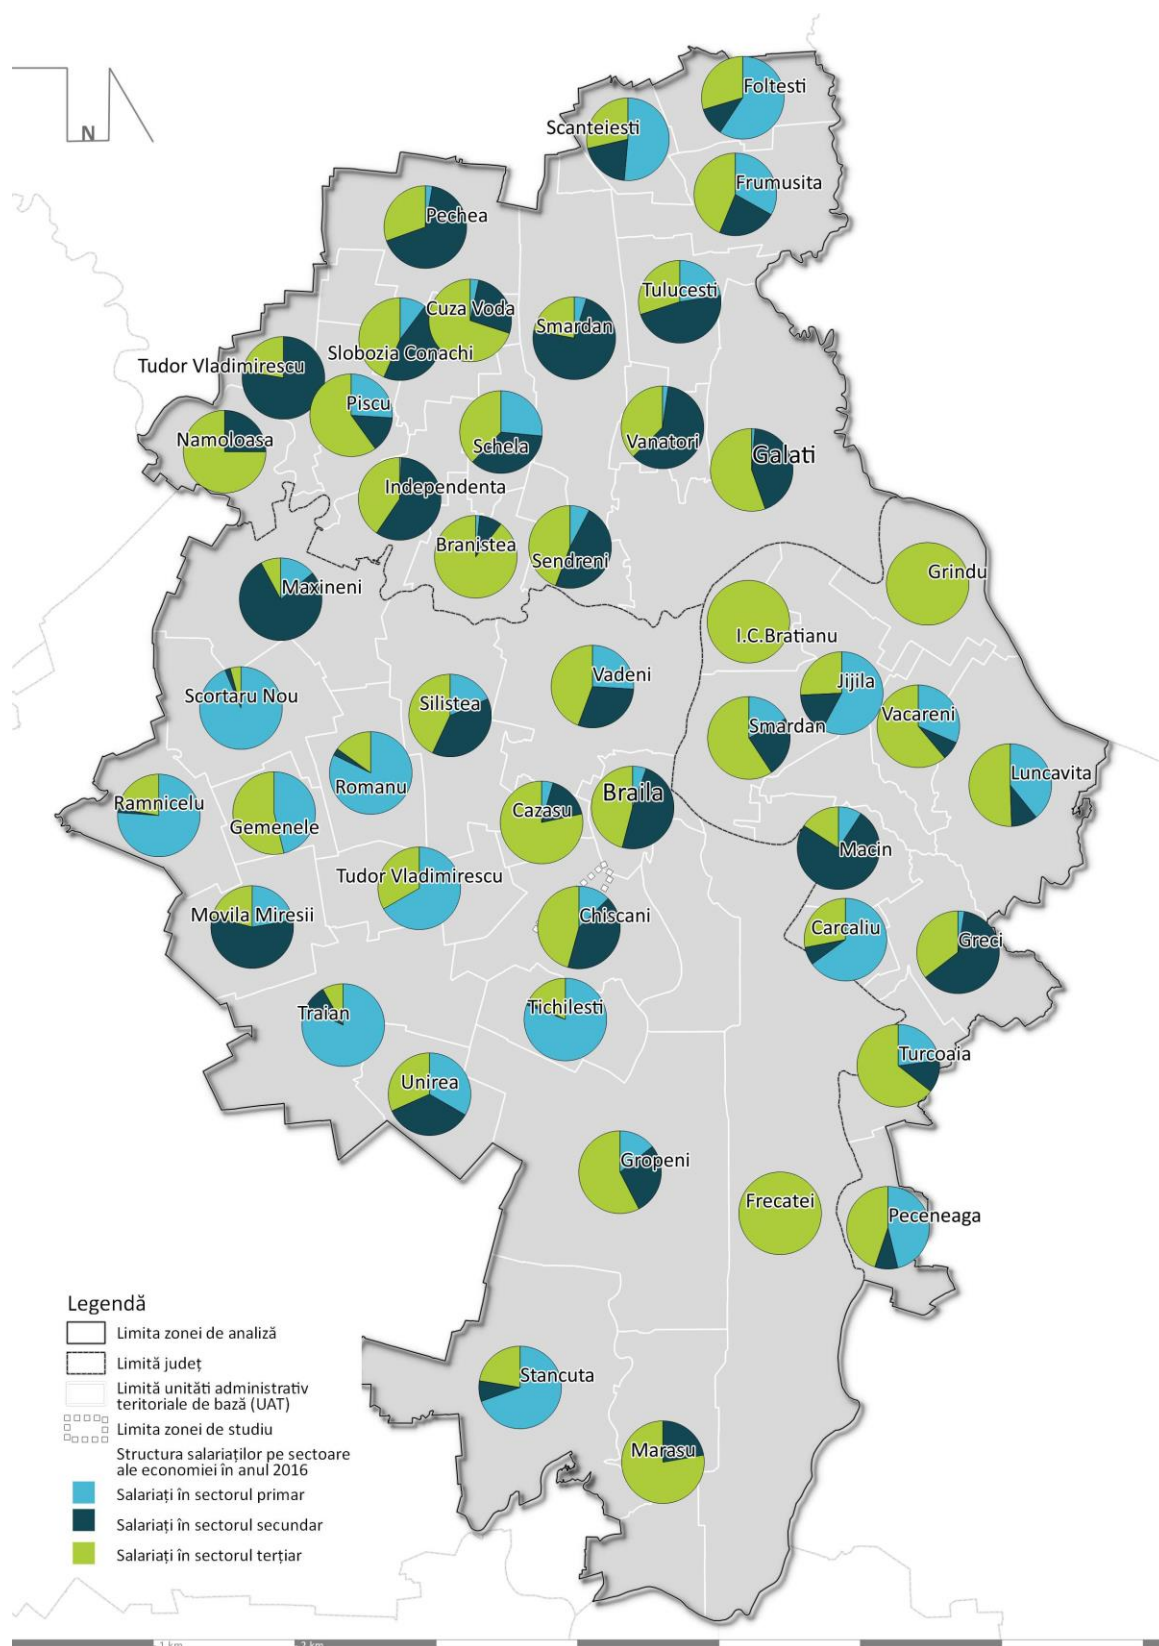 Foltesti
Scanteiesti
N
Frumusita
Pechea
Tulucesti
Cuza Voda
Smardan
Slobozia Conachi
Tudor Vladimirescu
Piscu
Namoloasa
Schela
Vanatori
Galati
Independenta
Branistea
Sendreni
Grindu
Maxineni
I.C.Bratianu
Vadeni
Jijila
Scortaru Nou
Silistea
Smardan
Vacareni
Luncavita
Romanu
Ramnicelu
Braila
Cazasu
Gemenele
Macin
Tudor Vladimirescu
Movila Miresii
Chiscani
Carcaliu
Greci
Traian
Tichilesti
Turcoaia
Unirea
Gropeni
Frecatei
Peceneaga
Legendă
Limita zonei de analiză
Limită județ
Limită unități administrativ
teritoriale de bază (UAT)
Limita zonei de studiu
Structura salariaților pe sectoare
ale economiei în anul 2016
Salariați în sectorul primar
Salariați în sectorul secundar
Salariați în sectorul terțiar
Stancuta
Marasu
1 km
2 km